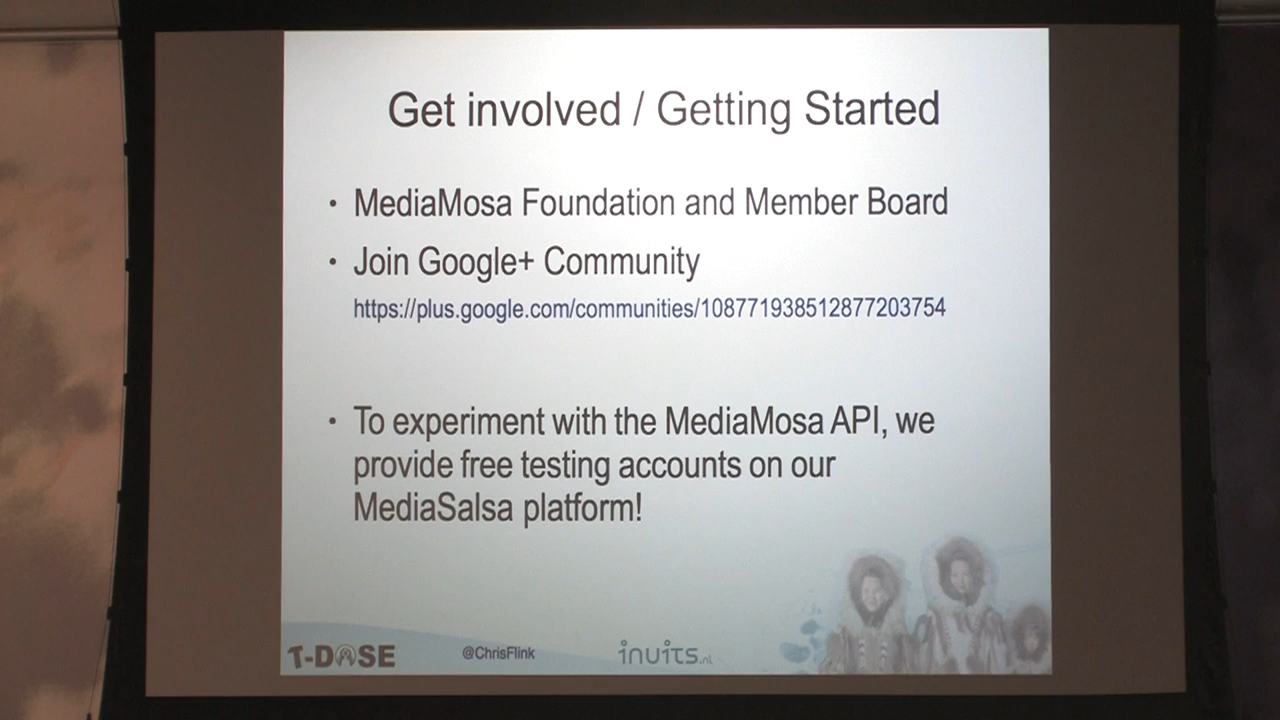 Get involved / Getting Started
• MediaMosa Foundation and Member Board
• Join Google+ Community
https://plus.google.com/communities/108771938512877203754
• To experiment with the MediaMosa API, we
provide free testing accounts on our
MediaSalsa platform!
T-DOSE
@ChrisFlink
inuits.nl